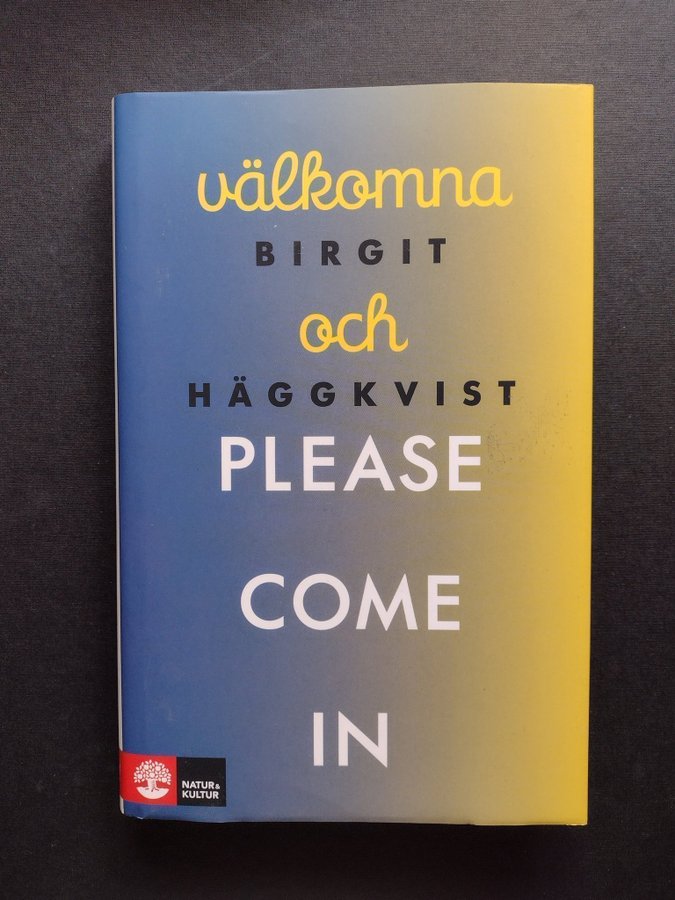 välkomna
BIRGIT
och
HÄGGKVIST
PLEASE
COME
IN
NATUR&
KULTUR